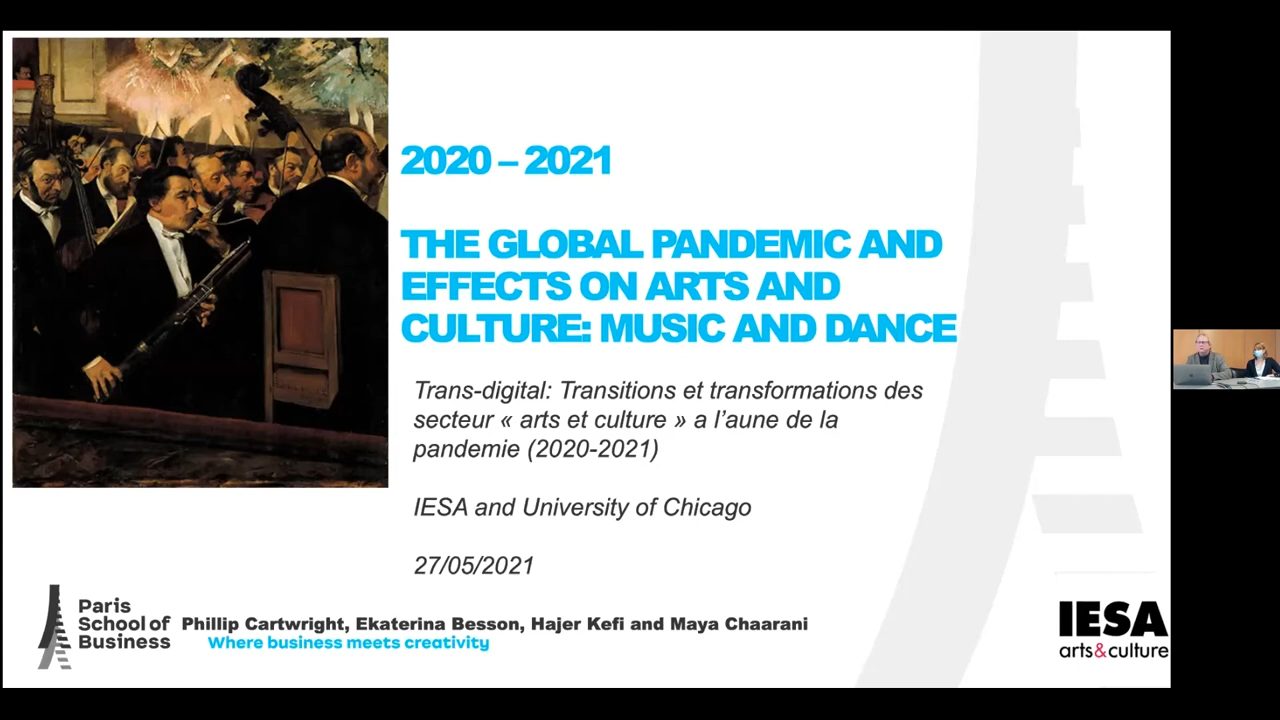 2020 – 2021
THE GLOBAL PANDEMIC AND
EFFECTS ON ARTS AND
CULTURE: MUSIC AND DANCE
Trans-digital: Transitions et transformations des
secteur « arts et culture » a l’aune de la
pandemie (2020-2021)
IESA and University of Chicago
27/05/2021
Paris
School of
Business
Phillip Cartwright, Ekaterina Besson, Hajer Kefi and Maya Chaarani
Where business meets creativity
IESA
arts&culture